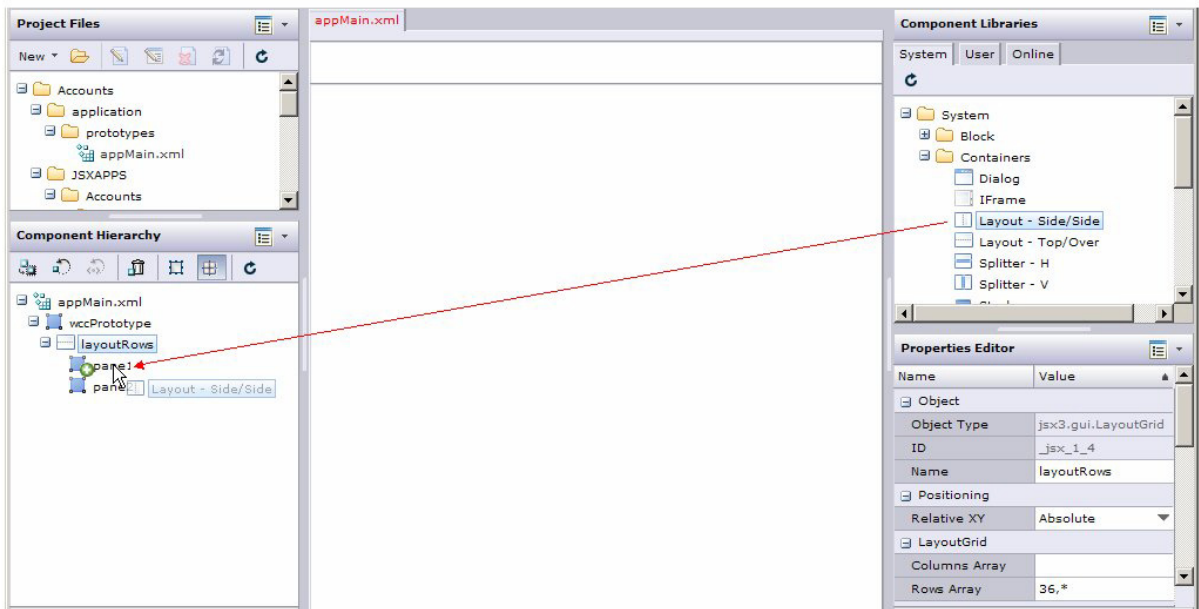 Project Files
New
Accounts
application
prototypes
appMain.xml
JSXAPPS
Accounts
Component Hierarchy
appMain.xml
wccPrototype
layoutRows
pane1
pane2
Layout - Side/Side
appMain.xml
Component Libraries
System User Online
System
Block
Containers
Dialog
IFrame
Layout - Side/Side
Layout - Top/Over
Splitter - H
Splitter - V
Properties Editor
Name Value
Object
Object Type jsx3.gui.LayoutGrid
ID _jsx_1_4
Name layoutRows
Positioning
Relative XY Absolute
LayoutGrid
Columns Array
Rows Array 36,*